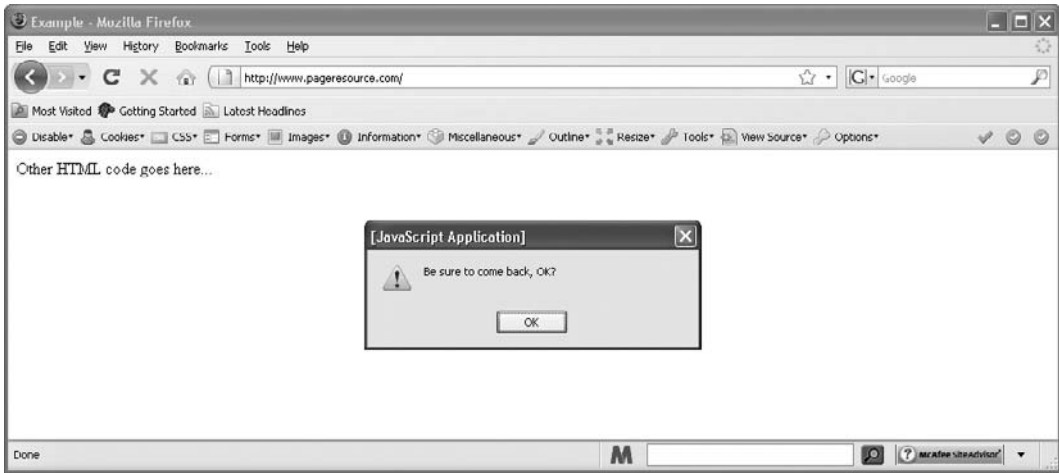 Example - Mozilla Firefox
File Edit View History Bookmarks Tools Help
http://www.pageresource.com/
G Google
Most Visited Getting Started Latest Headlines
Disable Cookies CSS Forms Images Information Miscellaneous Outline Resize Tools View Source Options
Other HTML code goes here...
[JavaScript Application]
Be sure to come back, OK?
OK
Done
M
McAfee SiteAdvisor